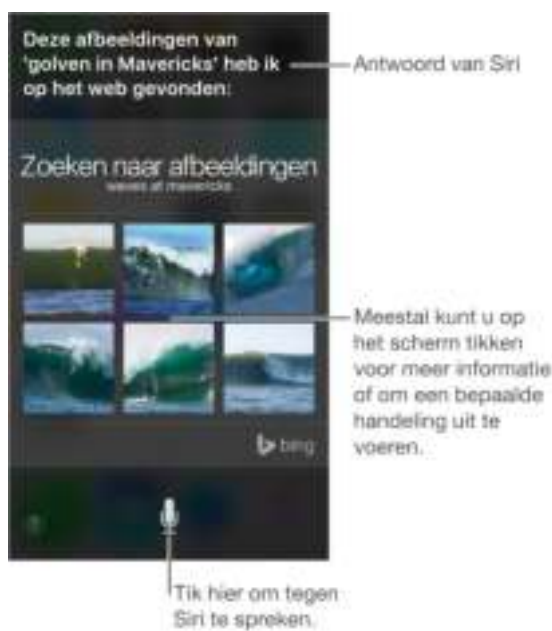 Deze afbeeldingen van
'golven in Mavericks' heb ik
op het web gevonden:
Antwoord van Siri
Zoeken naar afbeeldingen
waves at mavericks
Meestal kunt u op
het scherm tikken
voor meer informatie
of om een bepaalde
handeling uit te
voeren.
bing
Tik hier om tegen
Siri te spreken.